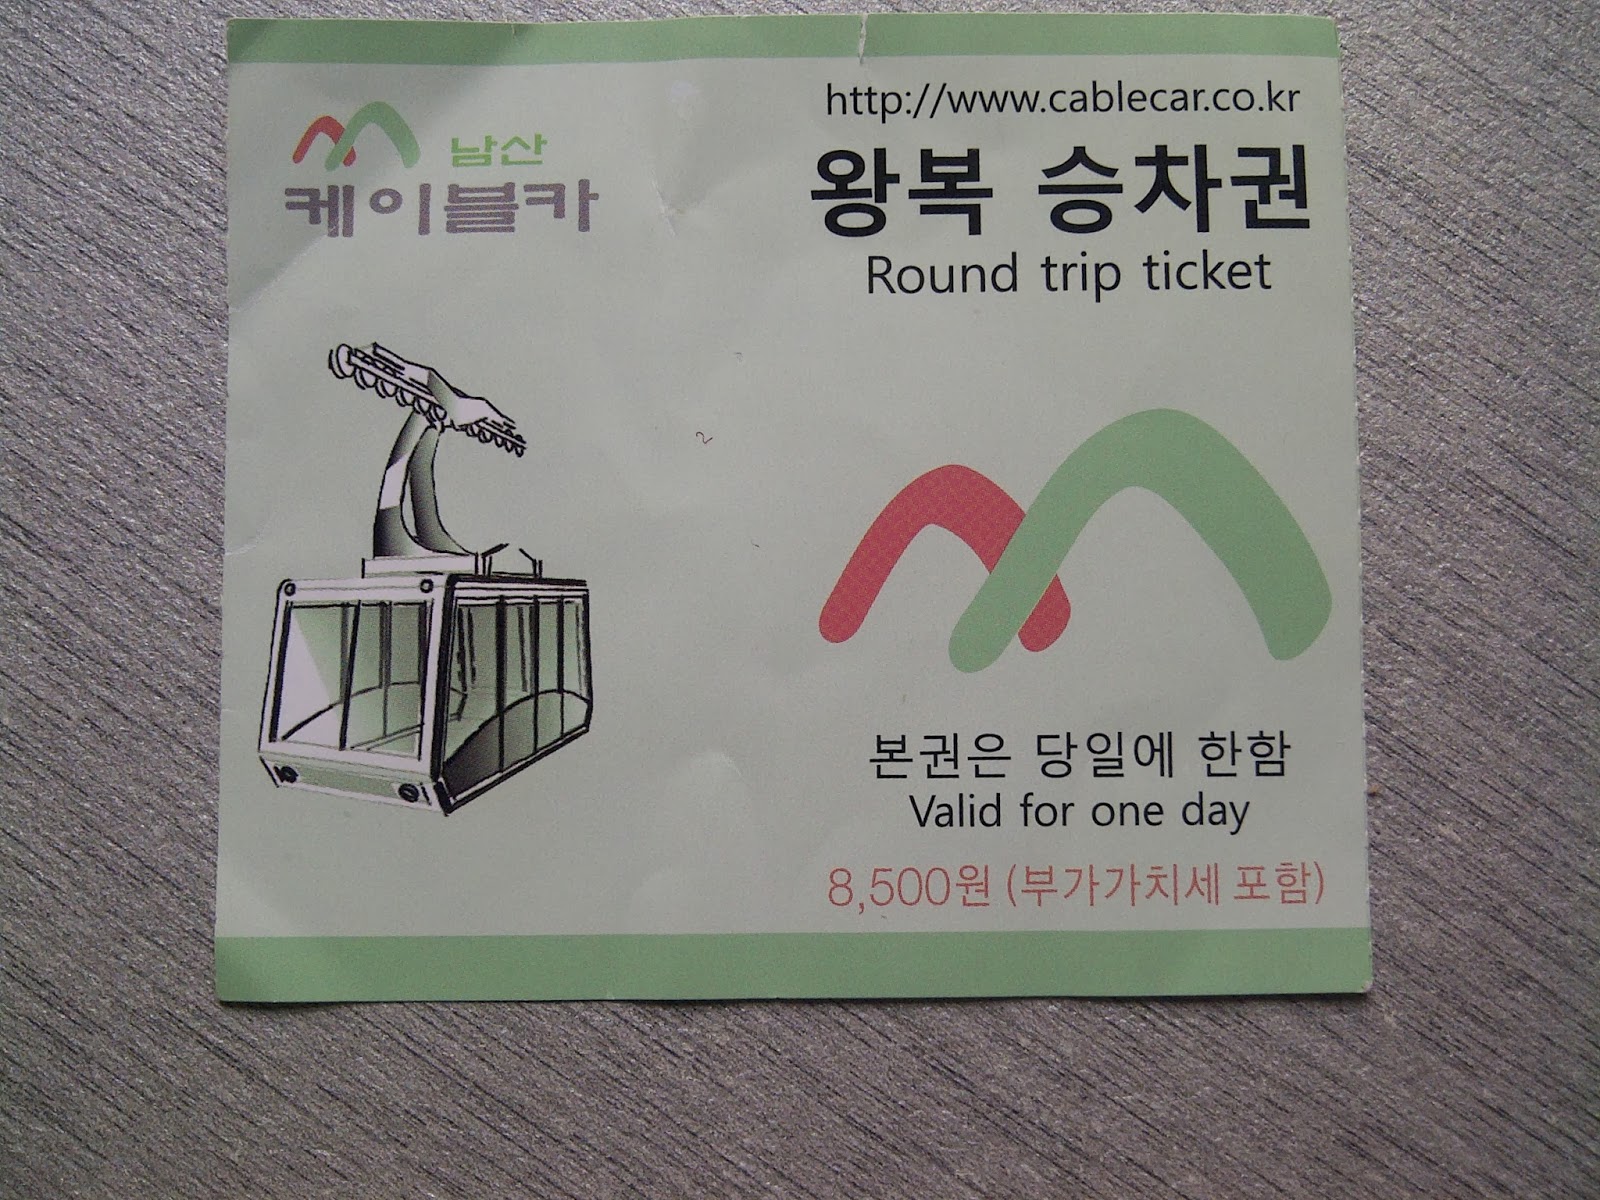 남산
케이블카
http://www.cablecar.co.kr
왕복 승차권
Round trip ticket
본권은 당일에 한함
Valid for one day
8,500원 (부가가치세 포함)